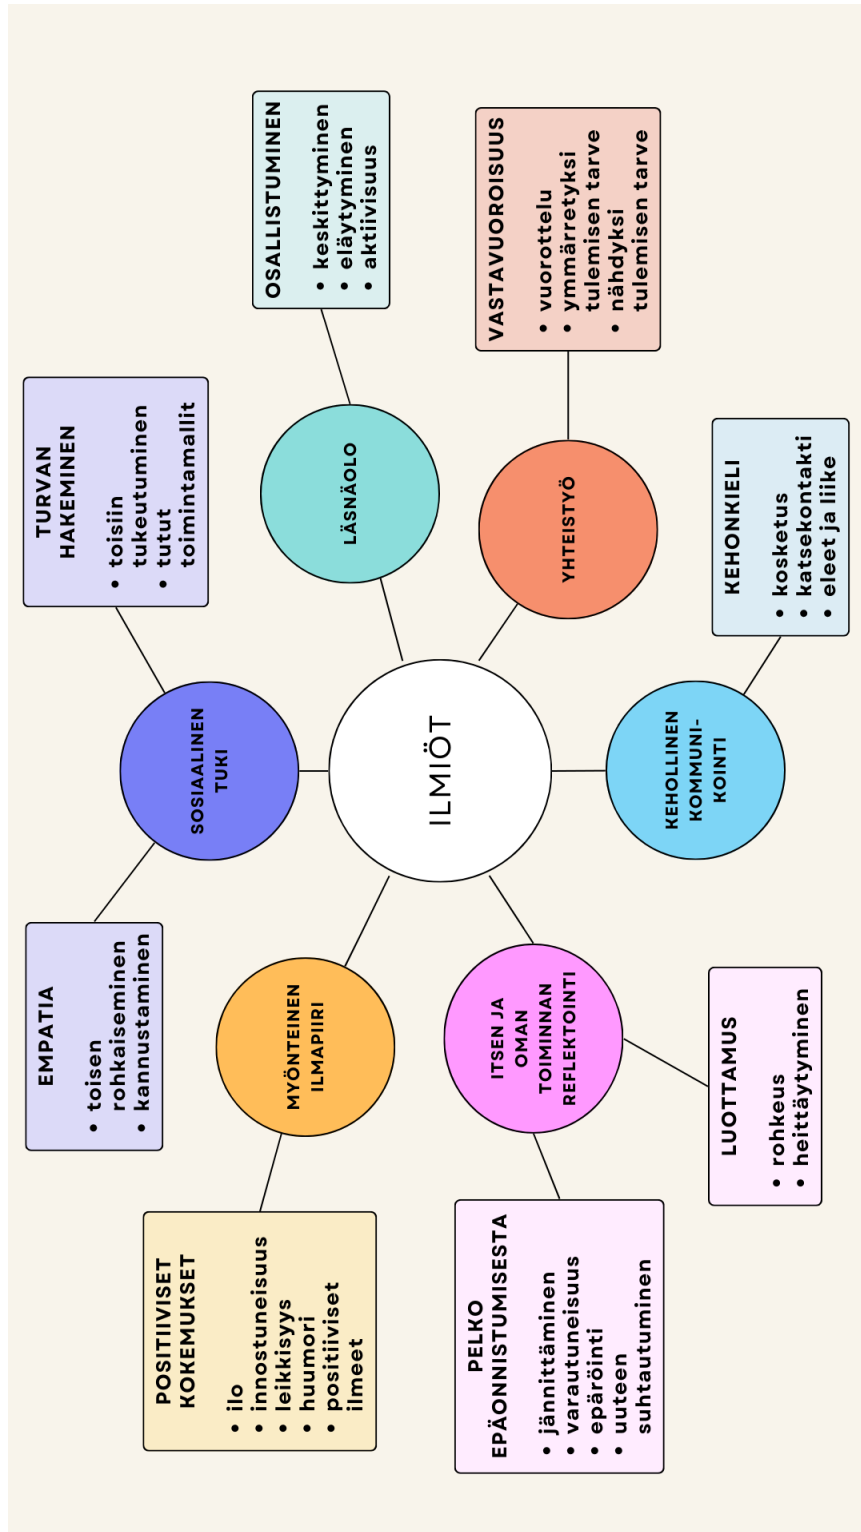 EMPATIA
• toisen
rohkaiseminen
• kannustaminen
TURVAN
HAKEMINEN
• toisiin
tukeutuminen
• tutut
toimintamallit
POSITIIVISET
KOKEMUKSET
• ilo
• innostuneisuus
• leikkisyys
• huumori
• positiiviset
ilmeet
MYÖNTEINEN
ILMAPIIRI
SOSIAALINEN
TUKI
LÄSNÄOLO
OSALLISTUMINEN
• keskittyminen
• eläytyminen
• aktiivisuus
ILMIÖT
PELKO
EPÄONNISTUMISESTA
• jännittäminen
• varautuneisuus
• epäröinti
• uuteen
suhtautuminen
ITSEN JA
OMAN
TOIMINNAN
REFLEKTOINTI
YHTEISTYÖ
VASTAVUOROISUUS
• vuorottelu
• ymmärretyksi
tulemisen tarve
• nähdyksi
tulemisen tarve
KEHOLLINEN
KOMMUNI-
KOINTI
LUOTTAMUS
• rohkeus
• heittäytyminen
KEHONKIELI
• kosketus
• katsekontakti
• eleet ja liike